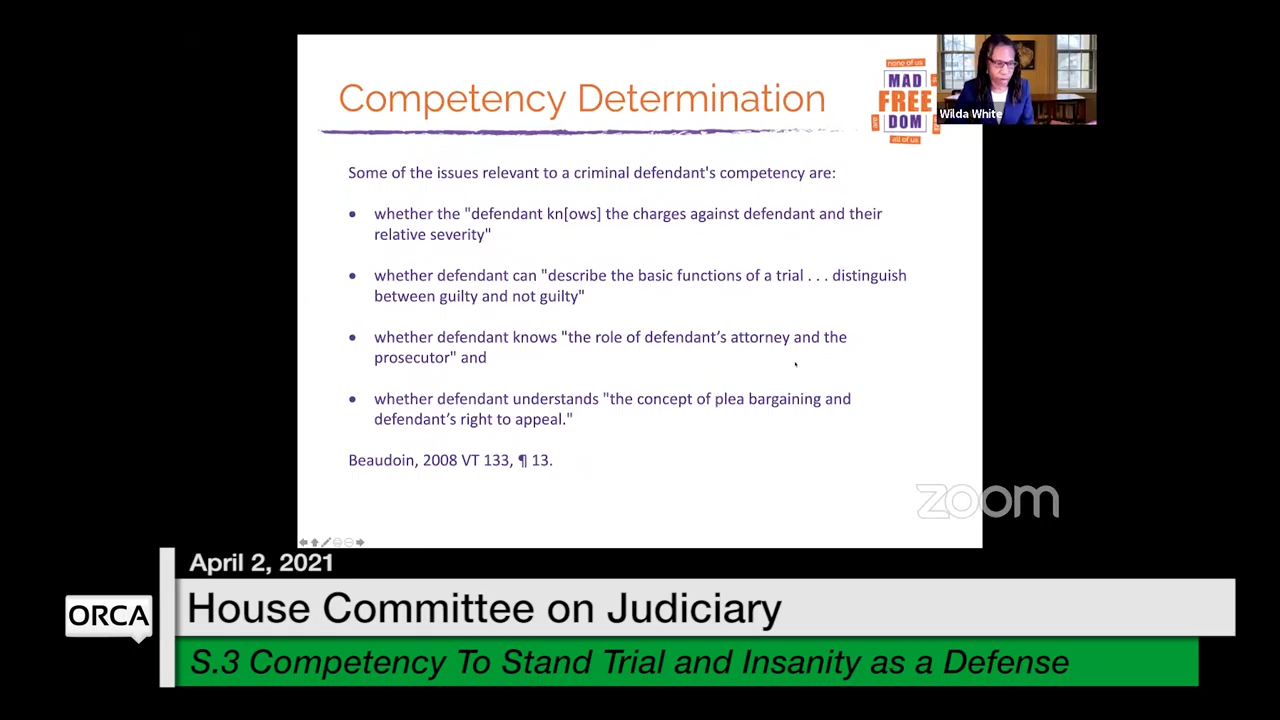 Competency Determination
none of us
MAD
FREE
DOM
all of us
Wilda White
Some of the issues relevant to a criminal defendant's competency are:
• whether the "defendant kn[ows] the charges against defendant and their
relative severity"
• whether defendant can "describe the basic functions of a trial . . . distinguish
between guilty and not guilty"
• whether defendant knows "the role of defendant’s attorney and the
prosecutor" and
• whether defendant understands "the concept of plea bargaining and
defendant’s right to appeal."
Beaudoin, 2008 VT 133, ¶ 13.
zoom
April 2, 2021
ORCA
House Committee on Judiciary
S.3 Competency To Stand Trial and Insanity as a Defense